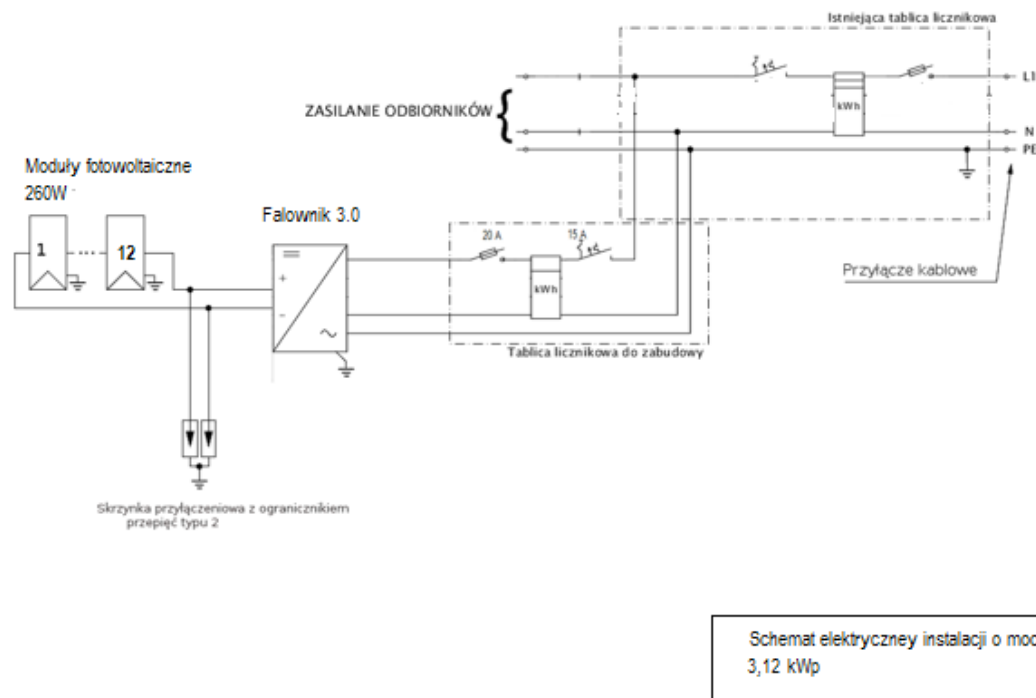 Istniejąca tablica licznikowa
L1
kWh
ZASILANIE ODBIORNIKÓW
N
PE
Moduły fotowoltaiczne
260W
Falownik 3.0
20 A
15 A
1
12
kWh
Przyłącze kablowe
Tablica licznikowa do zabudowy
Skrzynka przyłączeniowa z ogranicznikiem
przepięć typu 2
Schemat elektryczney instalacji o moc
3,12 kWp